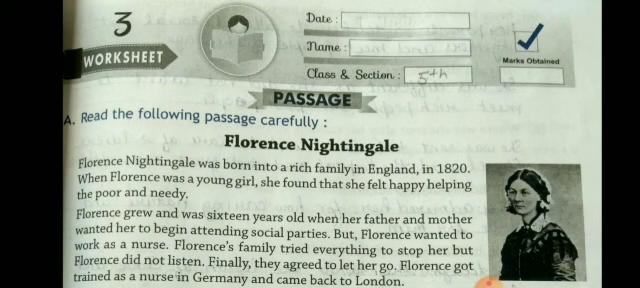 3
WORKSHEET
Date :
Name :
Class & Section : 5th
Marks Obtained
PASSAGE
A. Read the following passage carefully :
Florence Nightingale
Florence Nightingale was born into a rich family in England, in 1820.
When Florence was a young girl, she found that she felt happy helping
the poor and needy.
Florence grew and was sixteen years old when her father and mother
wanted her to begin attending social parties. But, Florence wanted to
work as a nurse. Florence's family tried everything to stop her but
Florence did not listen. Finally, they agreed to let her go. Florence got
trained as a nurse in Germany and came back to London.